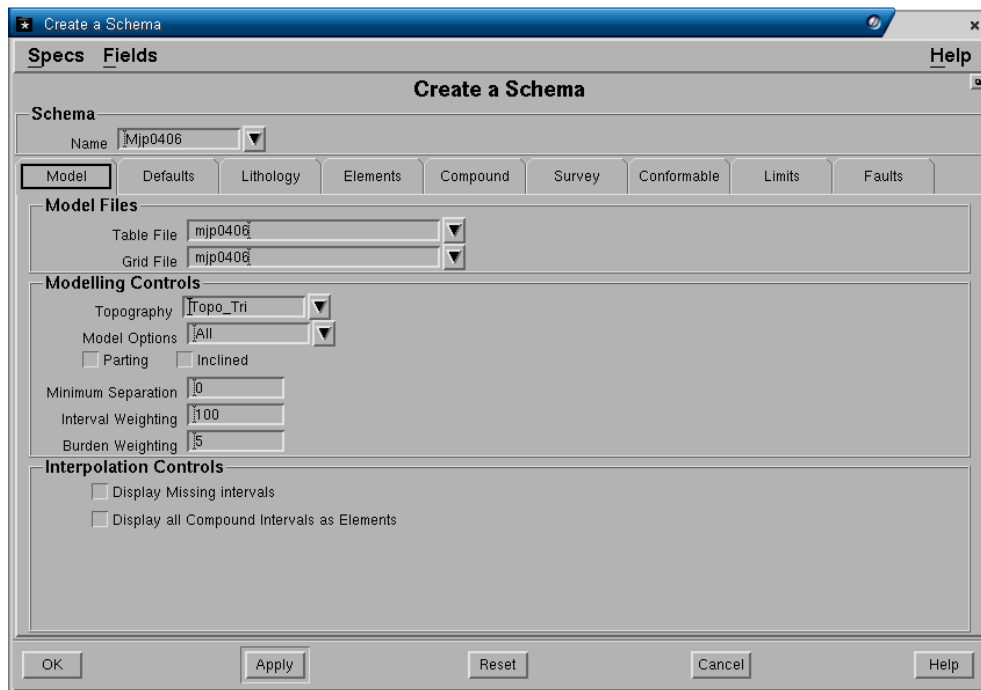 Create a Schema
Specs Fields Help
Create a Schema
Schema
Name Mjp0406
Model Defaults Lithology Elements Compound Survey Conformable Limits Faults
Model Files
Table File mjp0406
Grid File mjp0406
Modelling Controls
Topography Topo_Tri
Model Options All
Parting Inclined
Minimum Separation 0
Interval Weighting 100
Burden Weighting 5
Interpolation Controls
Display Missing intervals
Display all Compound Intervals as Elements
OK Apply Reset Cancel Help